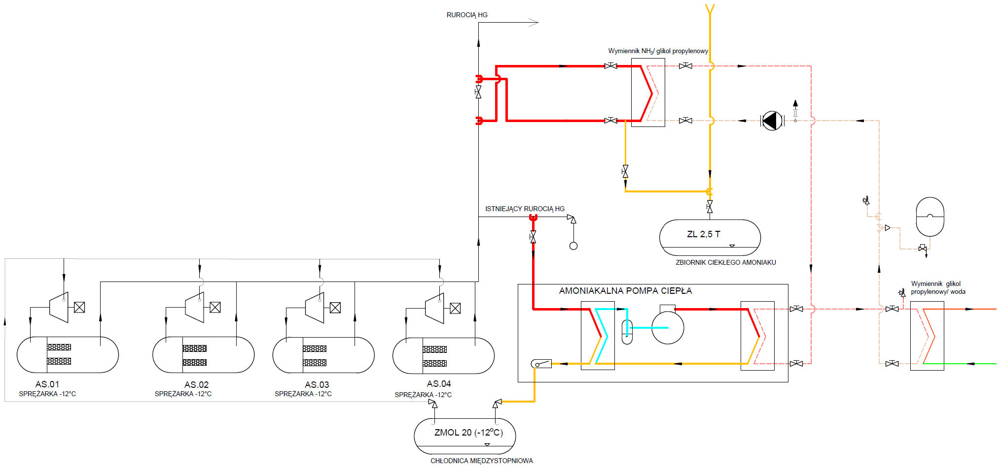 RUROCIĄ HG
Wymiennik NH₃/ glikol propylenowy
ISTNIEJĄCY RUROCIĄ HG
ZL 2,5 T
ZBIORNIK CIEKŁEGO AMONIAKU
AMONIAKALNA POMPA CIEPŁA
Wymiennik glikol
propylenowy/ woda
AS.01
SPRĘŻARKA -12°C
AS.02
SPRĘŻARKA -12°C
AS.03
SPRĘŻARKA -12°C
AS.04
SPRĘŻARKA -12°C
ZMOL 20 (-12°C)
CHŁODNICA MIĘDZYSTOPNIOWA